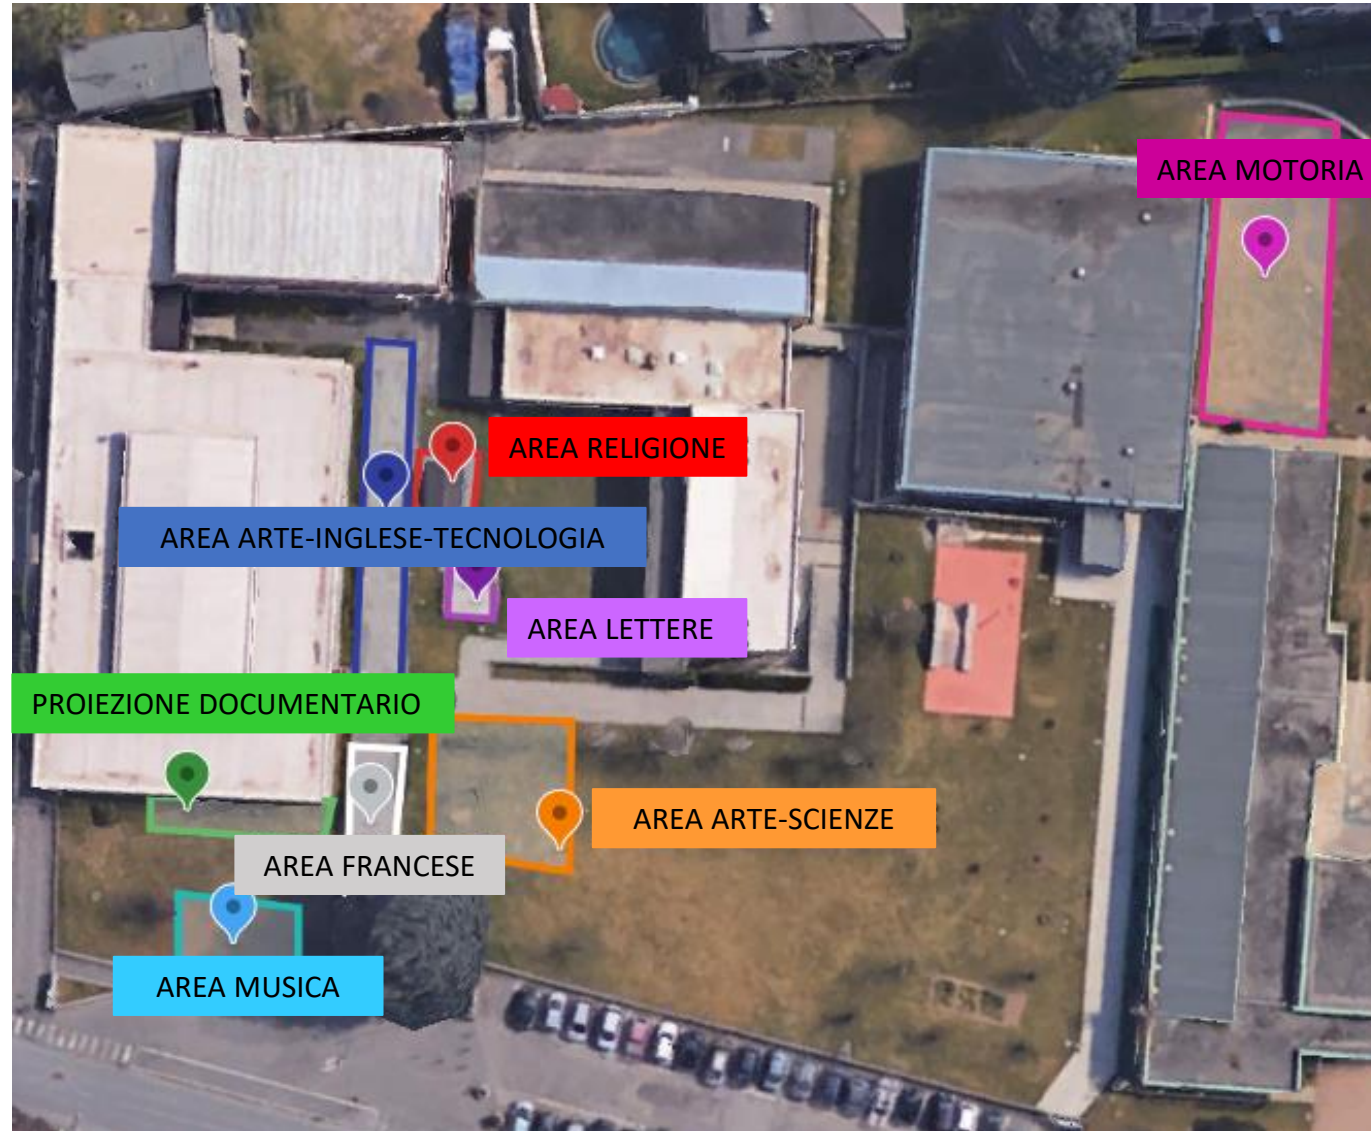 AREA MOTORIA
AREA RELIGIONE
AREA ARTE-INGLESE-TECNOLOGIA
AREA LETTERE
PROIEZIONE DOCUMENTARIO
AREA ARTE-SCIENZE
AREA FRANCESE
AREA MUSICA